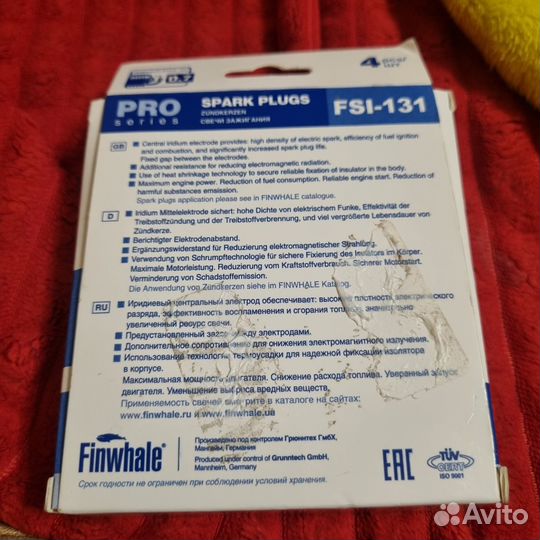 0.7
4 pcs/
шт
PRO
series
SPARK PLUGS
ZÜNDKERZEN
СВЕЧИ ЗАЖИГАНИЯ
FSI-131
GB
Central iridium electrode provides: high density of electric spark, efficiency of fuel ignition
and combustion, and significantly increased spark plug life.
Fixed gap between the electrodes.
Additional resistance for reducing electromagnetic radiation.
Use of heat shrinkage technology to secure reliable fixation of insulator in the body.
Maximum engine power. Reduction of fuel consumption. Reliable engine start. Reduction of
harmful substances emaission.
Spark plugs application please see in FINWHALE catalogue.
D
Iridium Mittelelektrode sichert: hohe Dichte von elektrischem Funke, Effektivität der
Treibstoffzündung und der Treibstoffverbrennung, und viel vergrößerte Lebensdauer von
Zündkerze.
Berichtigter Elektrodenabstand.
Ergänzungswiderstand für Reduzierung elektromagnetischer Strahlung.
Verwendung von Schrumpftechnologie für sichere Fixierung des Insulators im Körper.
Maximale Motorleistung. Reduzierung vom Kraftstoffverbrauch. Sicherer Motorstart.
Verminderung von Schadstoffemission.
Die Anwendung von Zündkerzen siehe im FINWHALE Katalog.
RU
Иридиевый центральный электрод обеспечивает: высокую плотность электрического
разряда, эффективность воспламенения и сгорания топлива, значительно
увеличенный ресурс свечи.
Предустановленный зазор между электродами.
Дополнительное сопротивление для снижения электромагнитного излучения.
Использование технологии термоусадки для надежной фиксации изолятора
в корпусе.
Максимальная мощность двигателя. Снижение расхода топлива. Уверенный запуск
двигателя. Уменьшение выброса вредных веществ.
Применяемость свечей смотрите в каталоге на сайтах:
www.finwhale.ru и www.finwhale.ua
Finwhale®
Произведено под контролем Грюнтех ГмбХ,
Мангейм, Германия
Produced under control of Grunntech GmbH,
Mannheim, Germany
Срок годности не ограничен при соблюдении условий хранения.
EAC
TÜV
CERT
ISO 9001
Avito